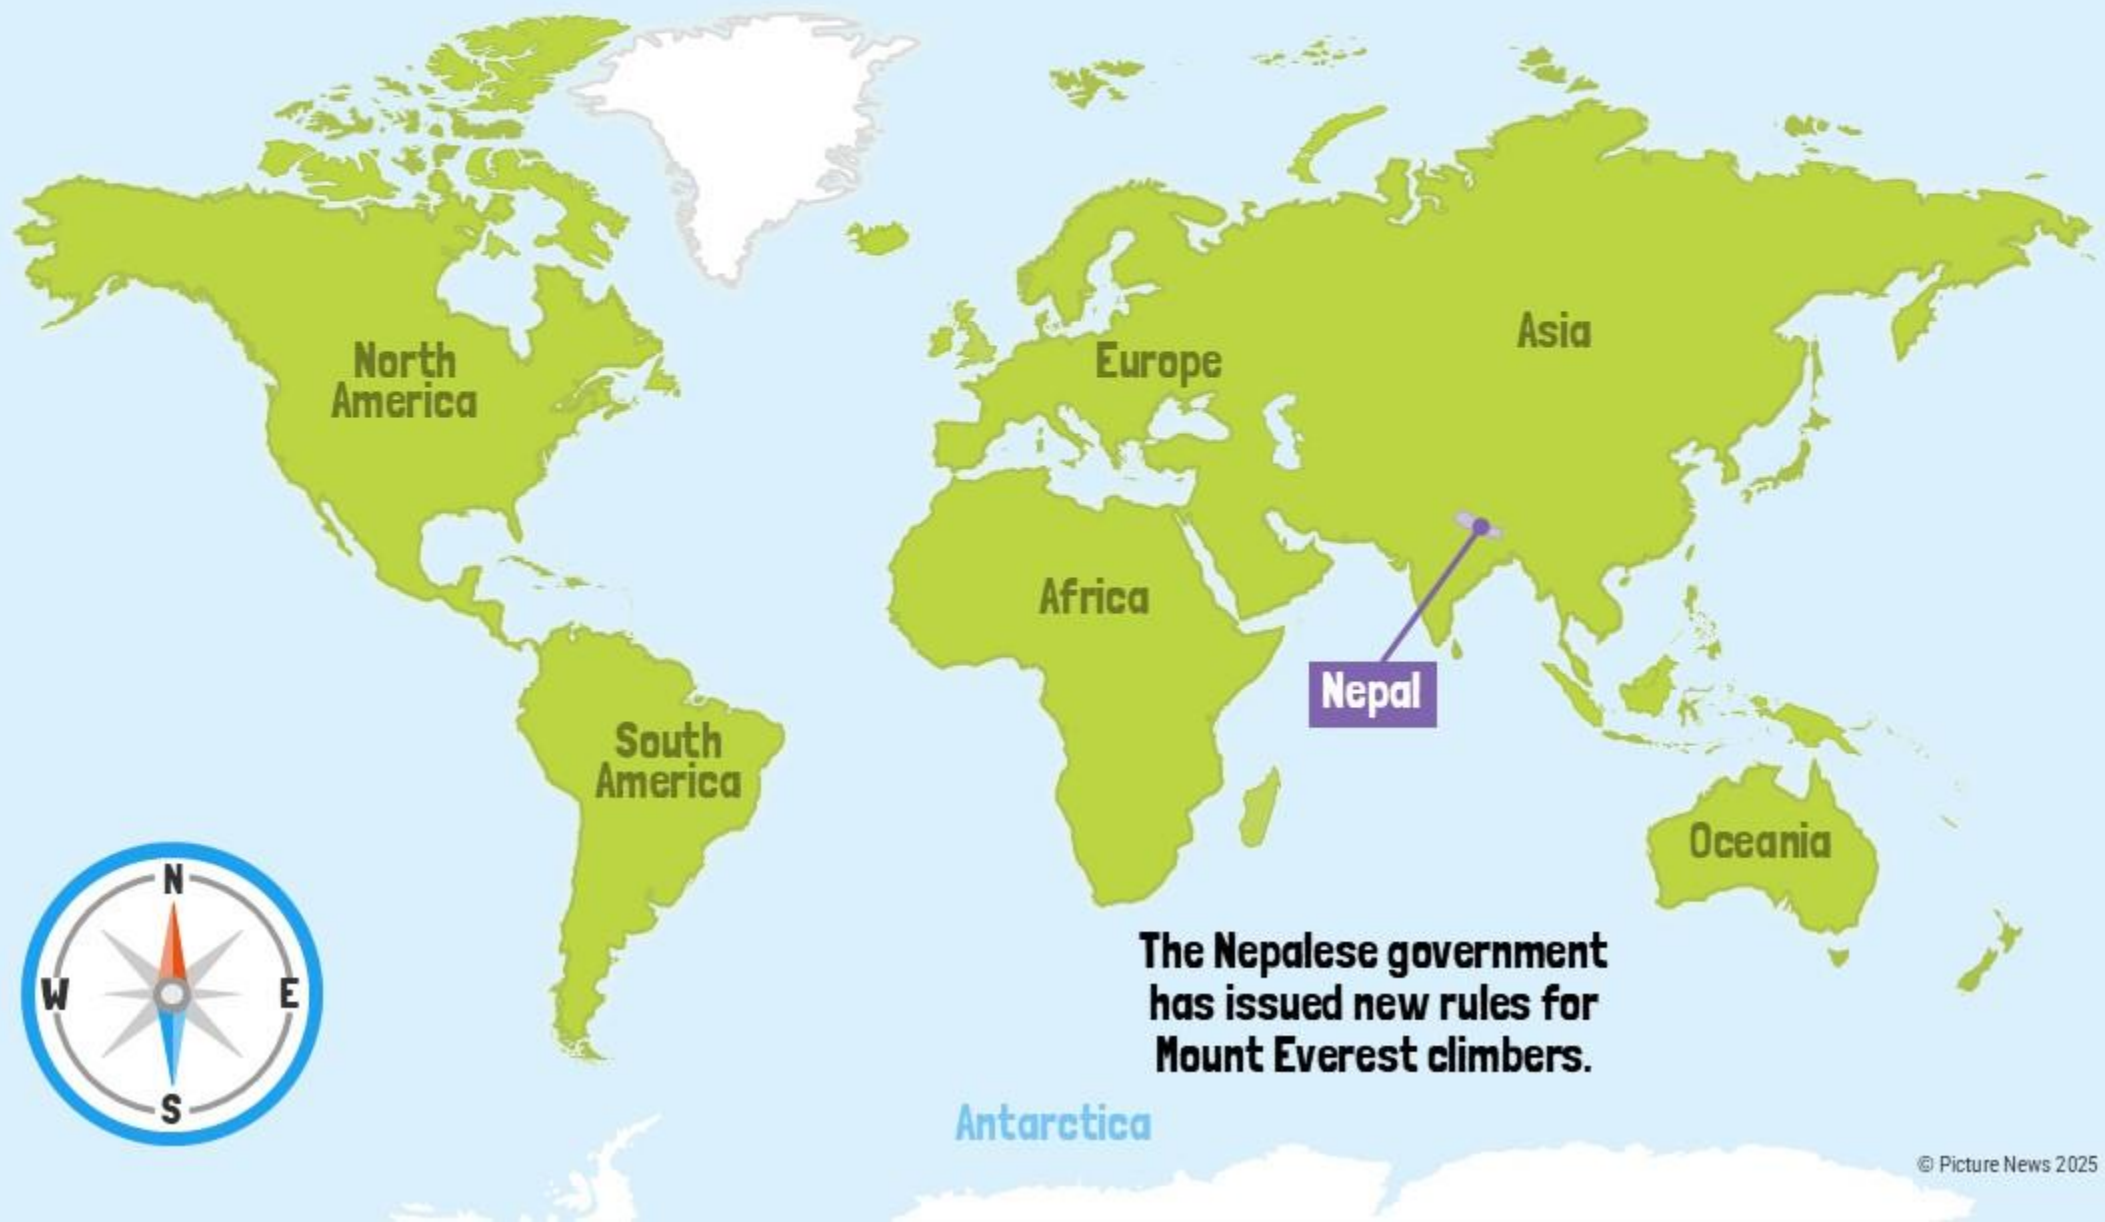 North
America
Europe
Asia
Africa
Nepal
South
America
Oceania
N
W
E
S
The Nepalese government
has issued new rules for
Mount Everest climbers.
Antarctica
© Picture News 2025